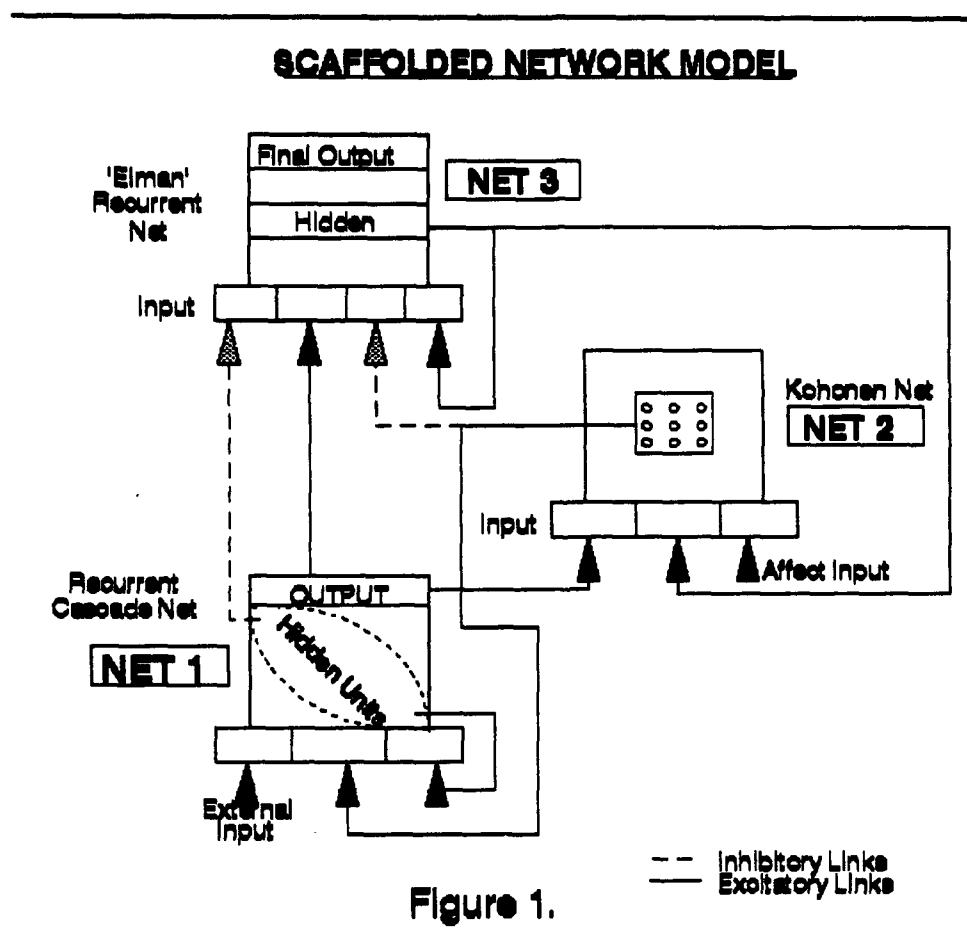 SCAFFOLDED NETWORK MODEL
Final Output
NET 3
'Elman'
Recurrent
Net
Hidden
Input
Kohonen Net
NET 2
Input
Affect Input
Recurrent
Cascade Net
OUTPUT
Hidden Units
NET 1
External
Input
Inhibitory Links
Excitatory Links
Figure 1.